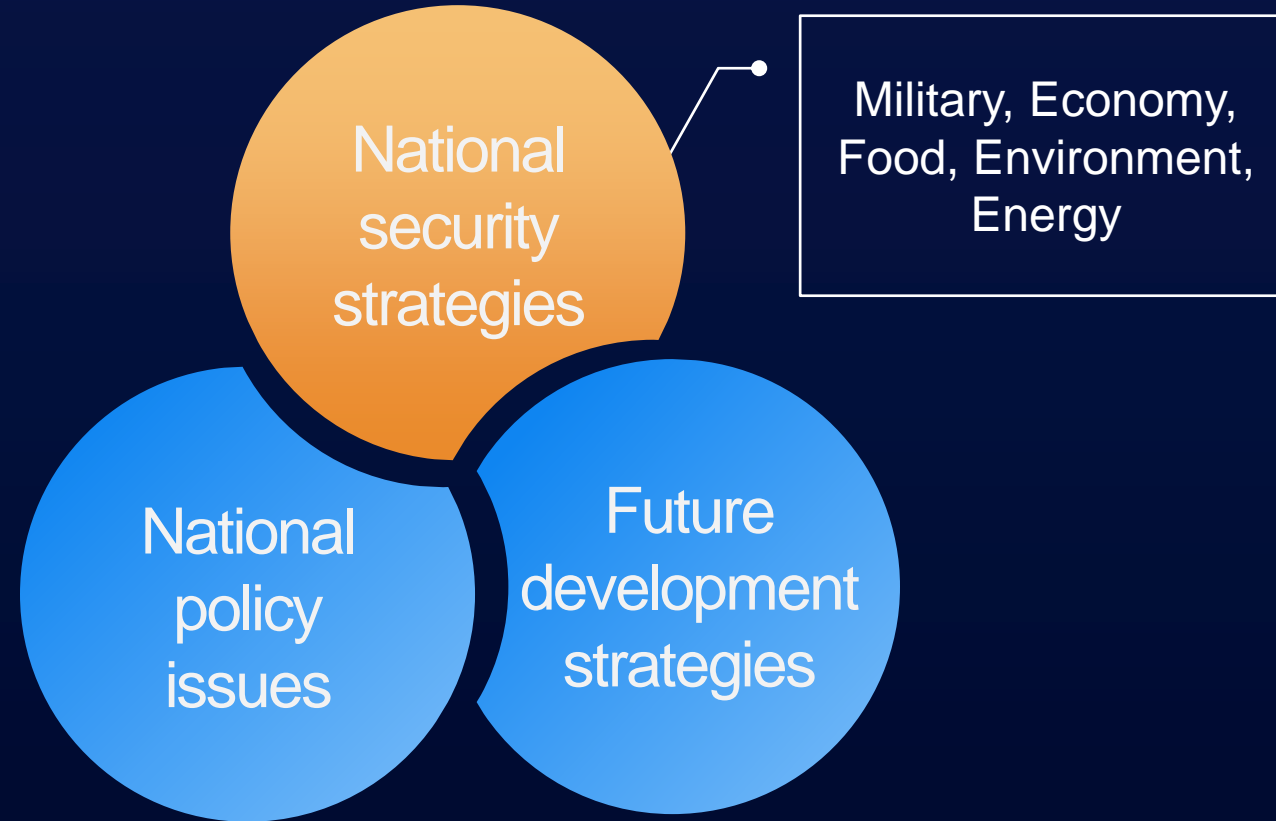 National
security
strategies
Military, Economy,
Food, Environment,
Energy
National
policy
issues
Future
development
strategies